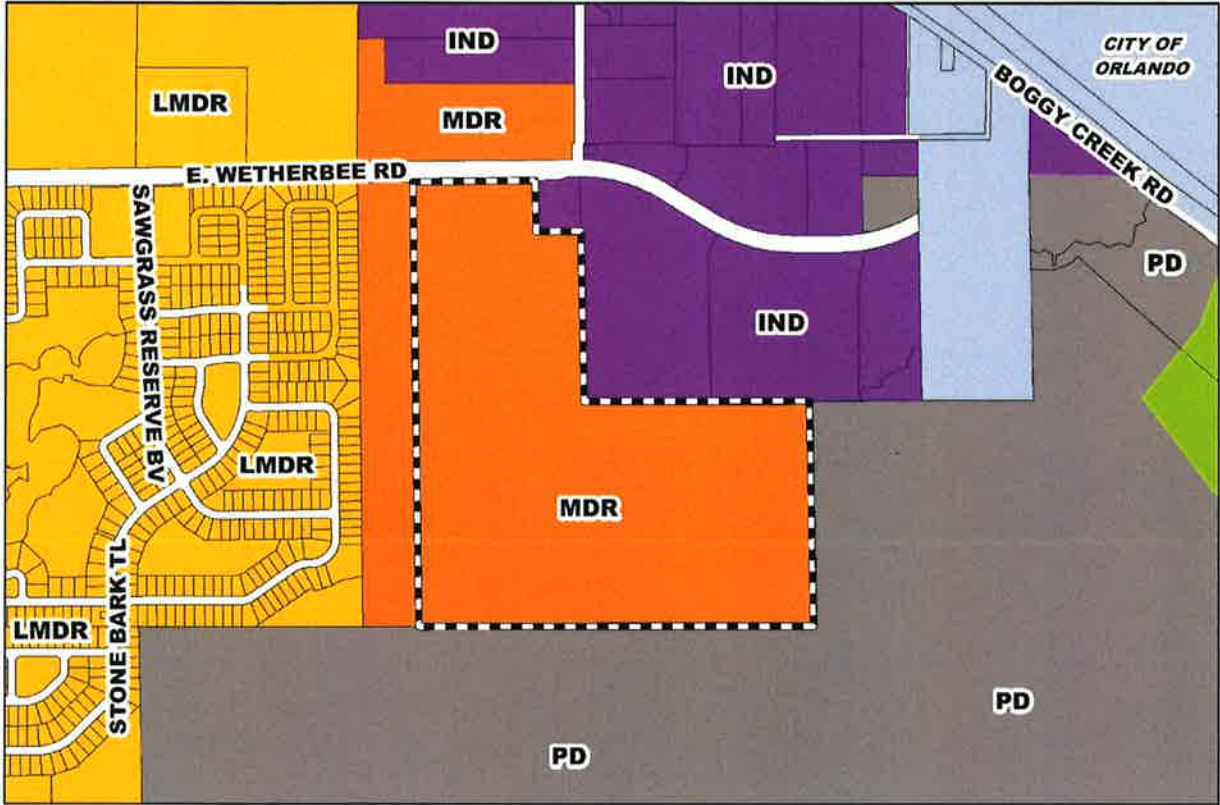 IND
CITY OF
ORLANDO
IND
BOGGY CREEK RD
LMDR
MDR
E. WETHERBEE RD
SAWGRASS RESERVE BV
PD
IND
LMDR
MDR
STONE BARK TL
LMDR
PD
PD